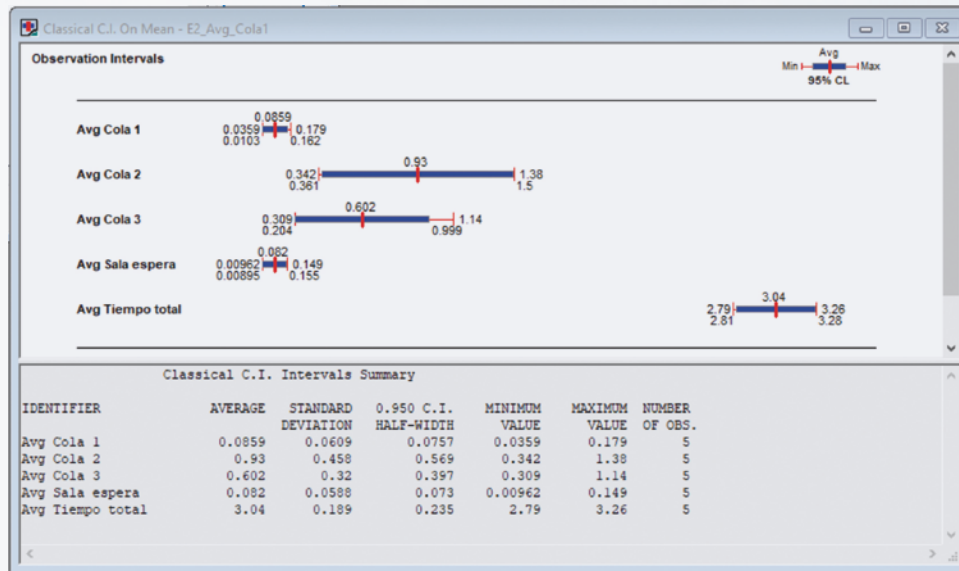 Classical C.I. On Mean - E2_Avg_Cola1
Observation Intervals
Avg
Min Max
95% CL
0.0859
Avg Cola 1 0.0359 0.179
0.0103 0.162
0.93
Avg Cola 2 0.342 1.38
0.361 1.5
0.602
Avg Cola 3 0.309 1.14
0.204 0.999
0.082
Avg Sala espera 0.00962 0.149
0.00895 0.155
3.04
Avg Tiempo total 2.79 3.26
2.81 3.28
Classical C.I. Intervals Summary
IDENTIFIER AVERAGE STANDARD 0.950 C.I. MINIMUM MAXIMUM NUMBER
DEVIATION HALF-WIDTH VALUE VALUE OF OBS.
Avg Cola 1 0.0859 0.0609 0.0757 0.0359 0.179 5
Avg Cola 2 0.93 0.458 0.569 0.342 1.38 5
Avg Cola 3 0.602 0.32 0.397 0.309 1.14 5
Avg Sala espera 0.082 0.0588 0.073 0.00962 0.149 5
Avg Tiempo total 3.04 0.189 0.235 2.79 3.26 5